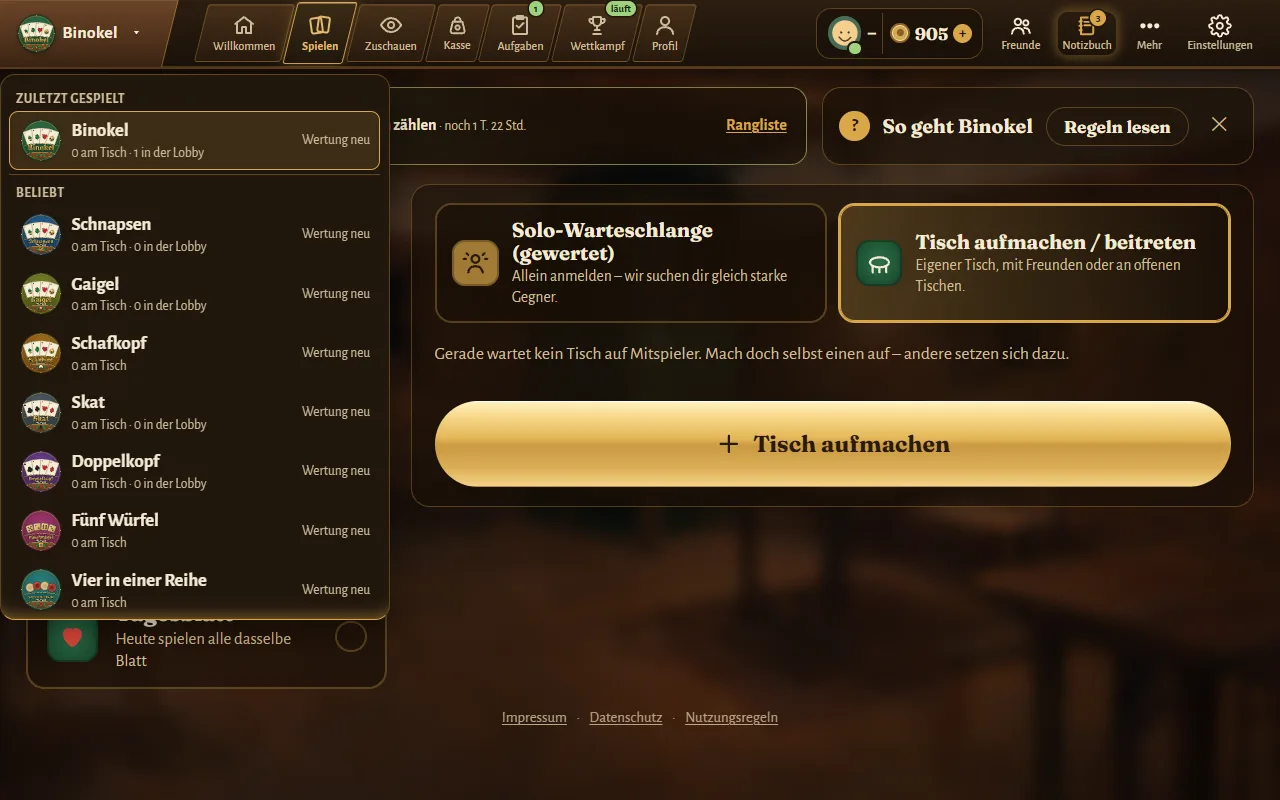 Binokel
Willkommen
Spielen
Zuschauen
Kasse
1
Aufgaben
läuft
Wettkampf
Profil
–
905
+
Freunde
3
Notizbuch
Mehr
Einstellungen
ZULETZT GESPIELT
Binokel
0 am Tisch · 1 in der Lobby
Wertung neu
BELIEBT
Schnapsen
0 am Tisch · 0 in der Lobby
Wertung neu
Gaigel
0 am Tisch · 0 in der Lobby
Wertung neu
Schafkopf
0 am Tisch
Wertung neu
Skat
0 am Tisch · 0 in der Lobby
Wertung neu
Doppelkopf
0 am Tisch · 0 in der Lobby
Wertung neu
Fünf Würfel
0 am Tisch
Wertung neu
Vier in einer Reihe
0 am Tisch
Wertung neu
zählen · noch 1 T. 22 Std.
Rangliste
?
So geht Binokel
Regeln lesen
Solo-Warteschlange
(gewertet)
Allein anmelden – wir suchen dir gleich starke
Gegner.
Tisch aufmachen / beitreten
Eigener Tisch, mit Freunden oder an offenen
Tischen.
Gerade wartet kein Tisch auf Mitspieler. Mach doch selbst einen auf – andere setzen sich dazu.
+ Tisch aufmachen
Heute spielen alle dasselbe
Blatt
Impressum · Datenschutz · Nutzungsregeln